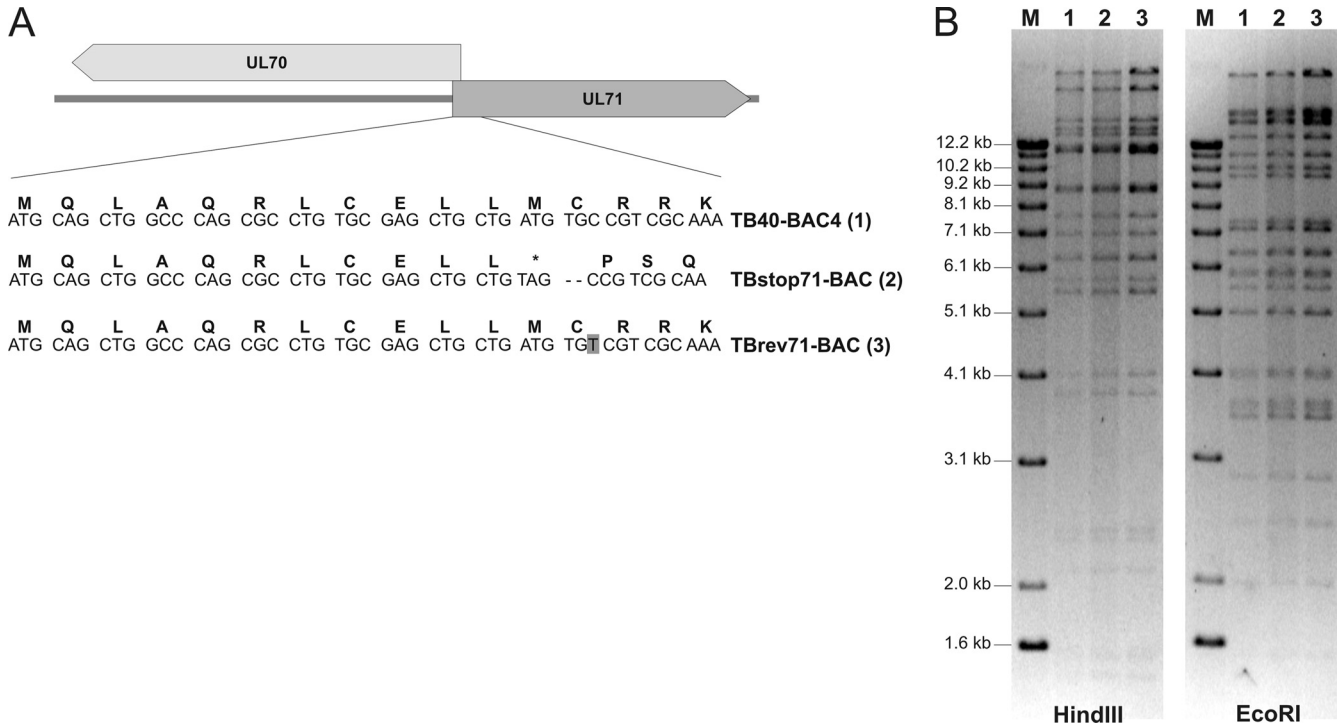 A
UL70
UL71
M Q L A Q R L C E L L M C R R K
ATG CAG CTG GCC CAG CGC CTG TGC GAG CTG CTG ATG TGC CGT CGC AAA TB40-BAC4 (1)
M Q L A Q R L C E L L * P S Q
ATG CAG CTG GCC CAG CGC CTG TGC GAG CTG CTG TAG --C CGT CGC AA TBstop71-BAC (2)
M Q L A Q R L C E L L M C R R K
ATG CAG CTG GCC CAG CGC CTG TGC GAG CTG CTG ATG TGT CGT CGC AAA TBrev71-BAC (3)
B
M 1 2 3 M 1 2 3
12.2 kb
10.2 kb
9.2 kb
8.1 kb
7.1 kb
6.1 kb
5.1 kb
4.1 kb
3.1 kb
2.0 kb
1.6 kb
HindIII EcoRI